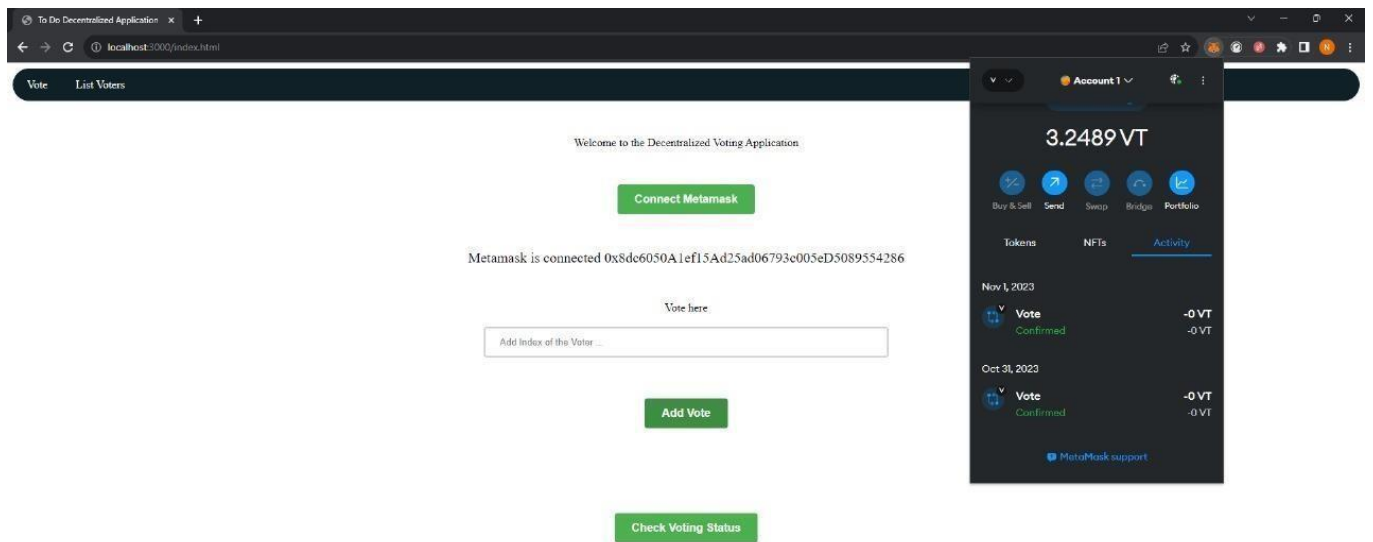 To Do Decentralized Application
localhost:3000/index.html
Vote List Voters
Welcome to the Decentralized Voting Application
Connect Metamask
Metamask is connected 0x8dc6050A1ef15Ad25ad06793c005eD5089554286
Vote here
Add Index of the Voter ...
Add Vote
Check Voting Status
V Account 1
3.2489 VT
Buy & Sell Send Swap Bridge Portfolio
Tokens NFTs Activity
Nov 1, 2023
V Vote -0 VT
Confirmed -0 VT
Oct 31, 2023
V Vote -0 VT
Confirmed -0 VT
MetaMask support
N